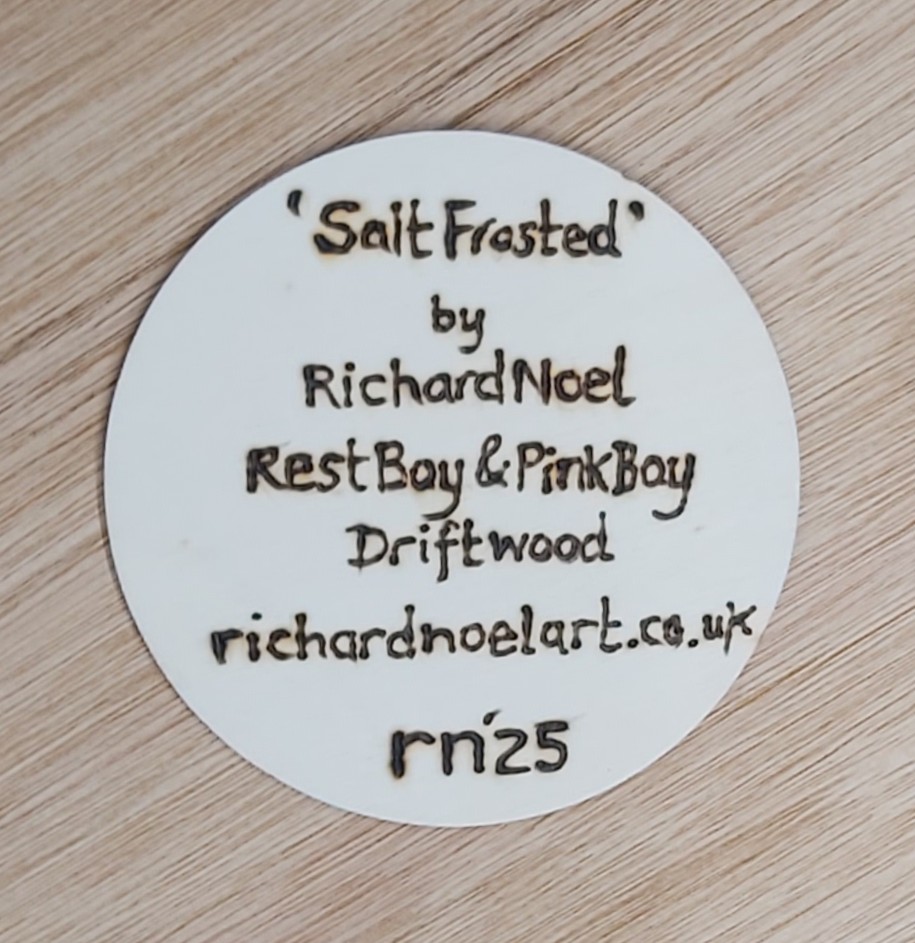 'Salt Frosted'
by
Richard Noel
Rest Bay & Pink Bay
Driftwood
richardnoelart.co.uk
rn'25